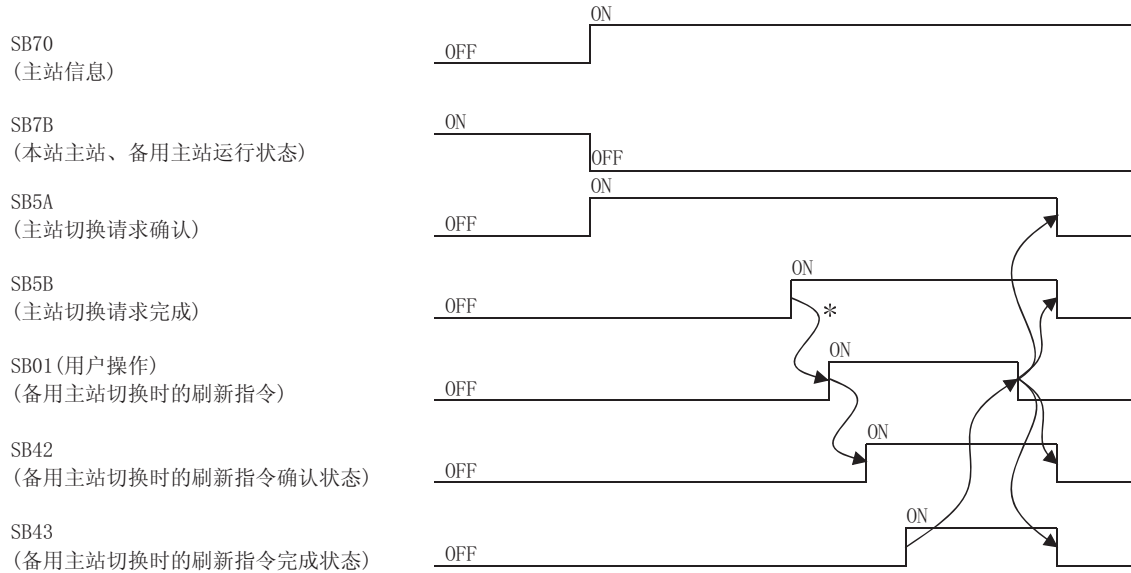 ON
SB70
OFF
(主站信息)
SB7B
ON
(本站主站、备用主站运行状态)
OFF
SB5A
ON
(主站切换请求确认)
OFF
SB5B
ON
(主站切换请求完成)
OFF
*
SB01(用户操作)
ON
(备用主站切换时的刷新指令)
OFF
SB42
ON
(备用主站切换时的刷新指令确认状态)
OFF
SB43
ON
(备用主站切换时的刷新指令完成状态)
OFF